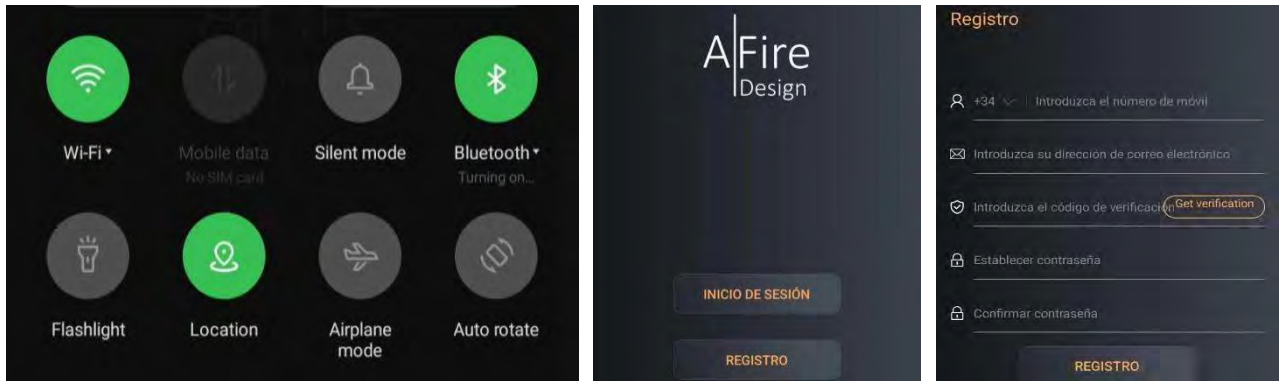 Wi-Fi
Mobile data
No SIM card
Silent mode
Bluetooth
Turning on...
Flashlight
Location
Airplane
mode
Auto rotate
A Fire
Design
INICIO DE SESIÓN
REGISTRO
Registro
+34 Introduzca el número de móvil
Introduzca su dirección de correo electrónico
Introduzca el código de verificación Get verification
Establecer contraseña
Confirmar contraseña
REGISTRO